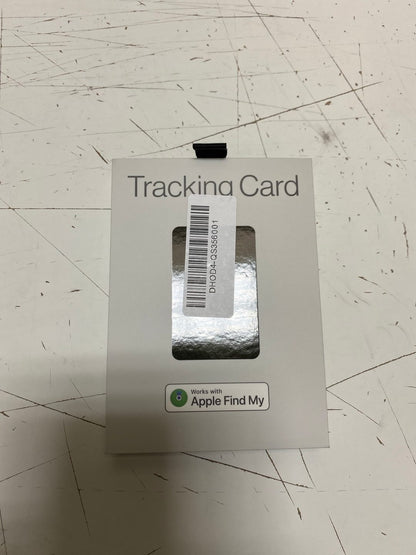 Tracking Card
DHOD4-QS356001
Works with
Apple Find My